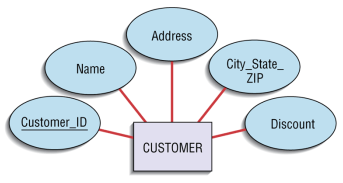 Address
Name
City_State_
ZIP
Customer_ID
Discount
CUSTOMER